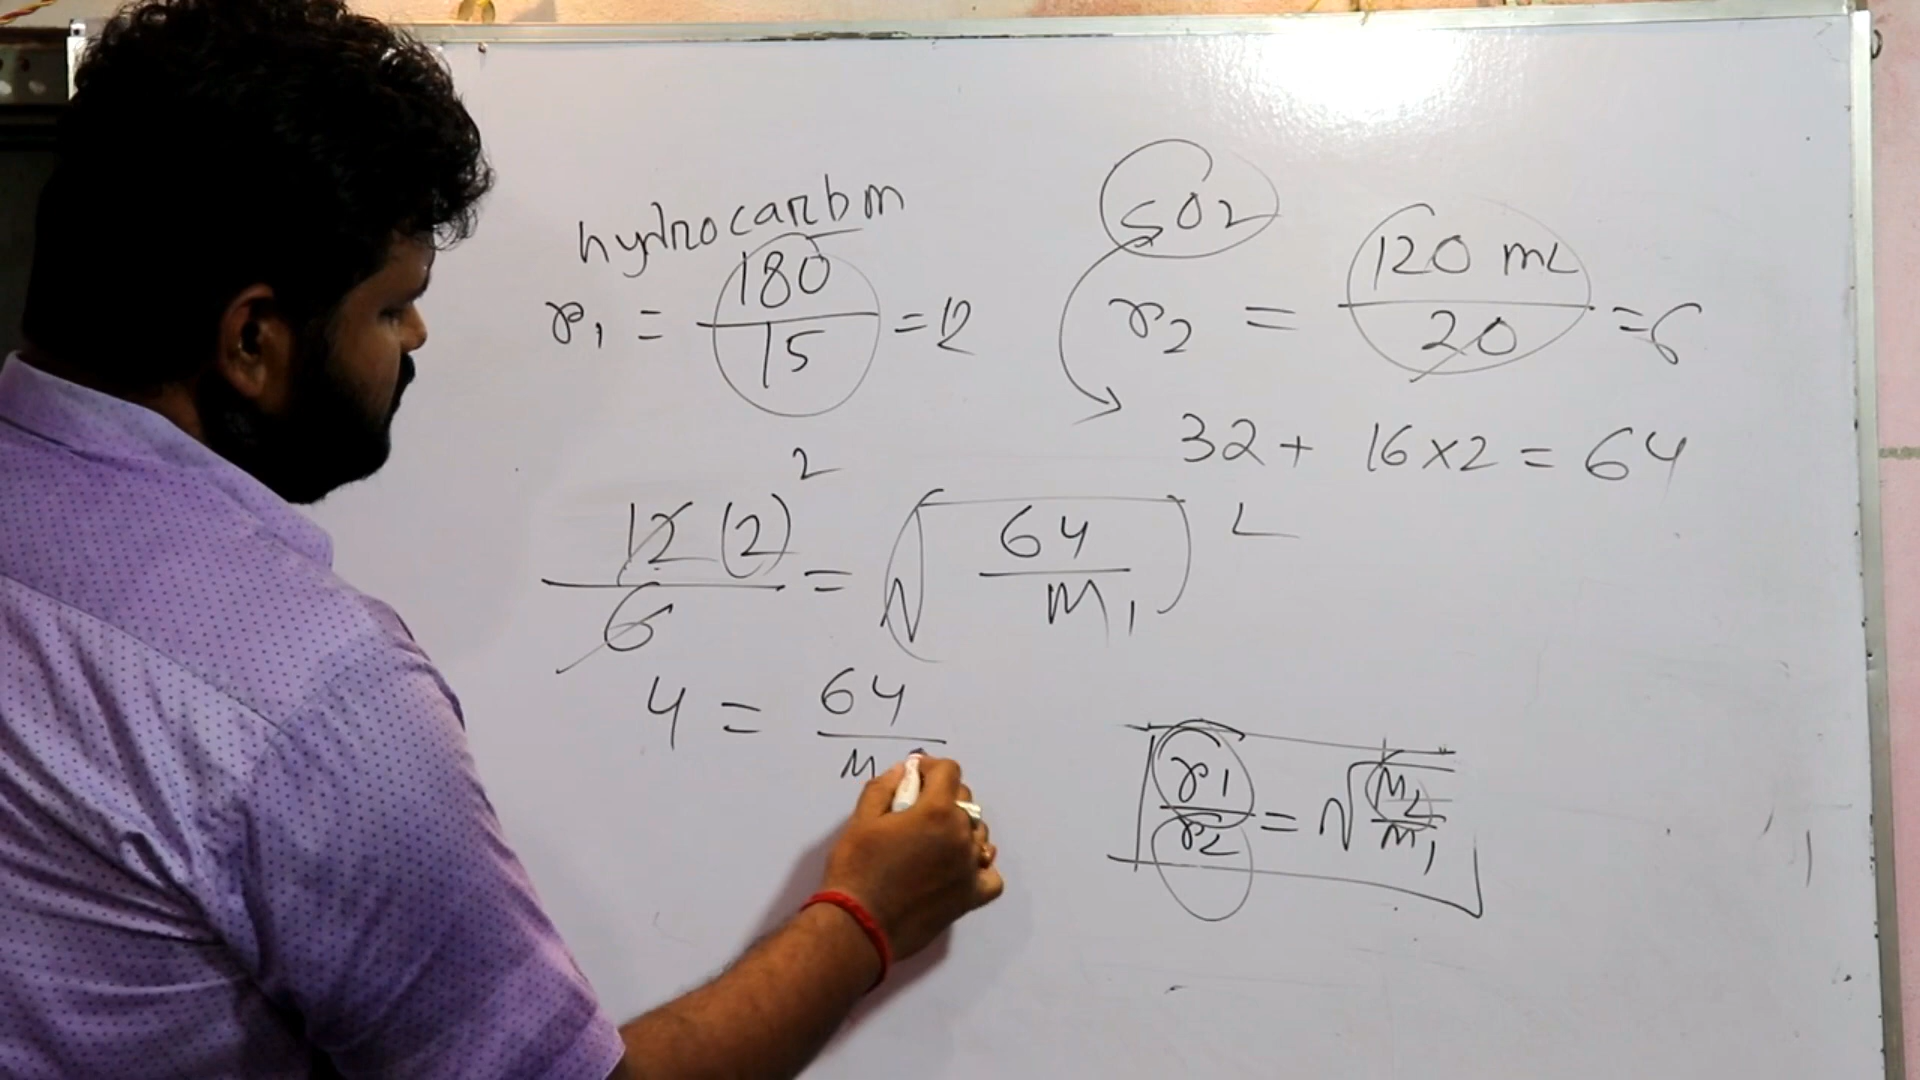 hydrocarbon
r₁ = 180/15 = 12
SO₂
r₂ = 120 mL/20 = 6
32 + 16×2 = 64
12 (2)²/6 = (√64/M₁)²
4 = 64/M
r₁/r₂ = √M₂/M₁